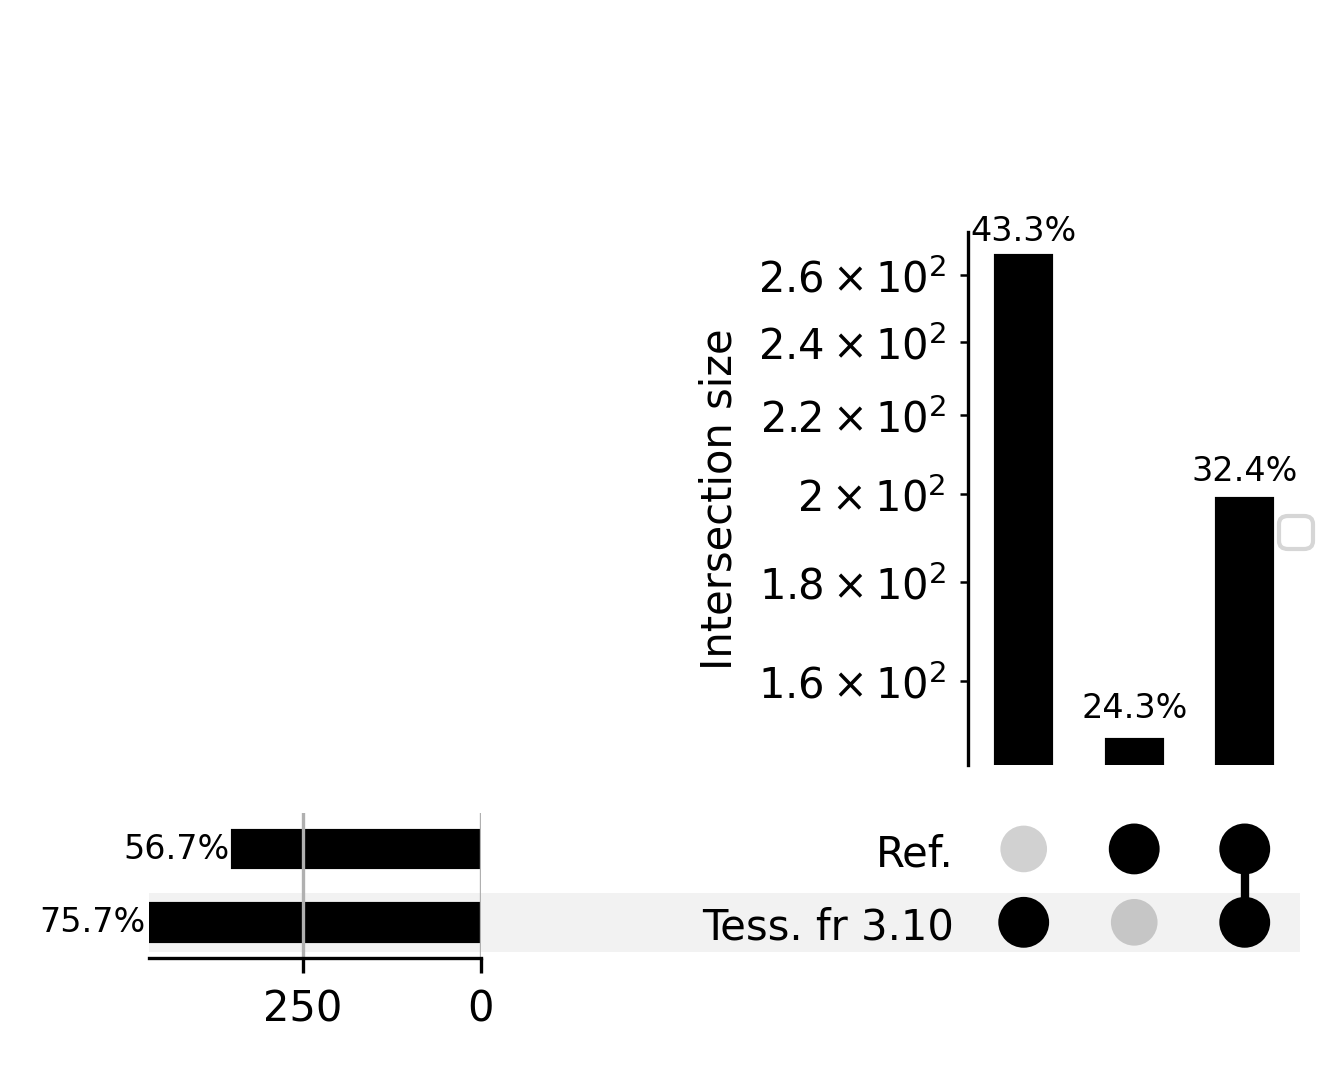 43.3%
2.6 × 10²
2.4 × 10²
2.2 × 10²
2 × 10²
1.8 × 10²
1.6 × 10²
Intersection size
32.4%
24.3%
56.7%
Ref.
75.7%
Tess. fr 3.10
250
0